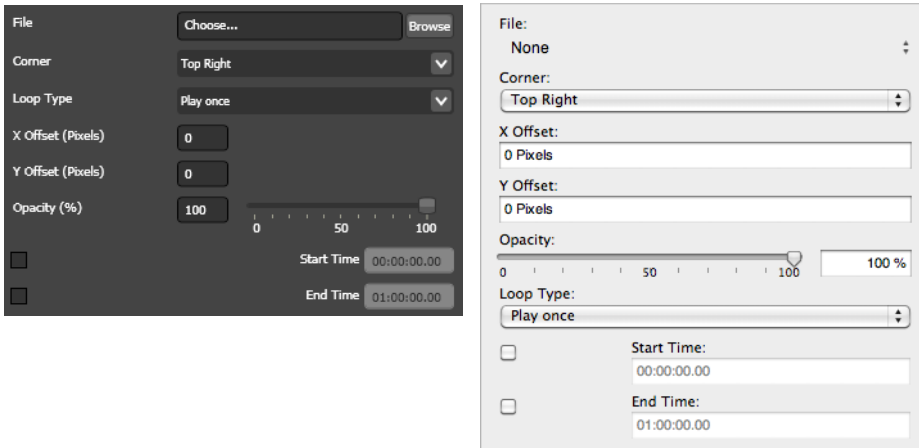 File Choose... Browse
Corner Top Right
Loop Type Play once
X Offset (Pixels) 0
Y Offset (Pixels) 0
Opacity (%) 100
0 50 100
Start Time 00:00:00.00
End Time 01:00:00.00
File:
None
Corner:
Top Right
X Offset:
0 Pixels
Y Offset:
0 Pixels
Opacity:
100 %
0 50 100
Loop Type:
Play once
Start Time:
00:00:00.00
End Time:
01:00:00.00